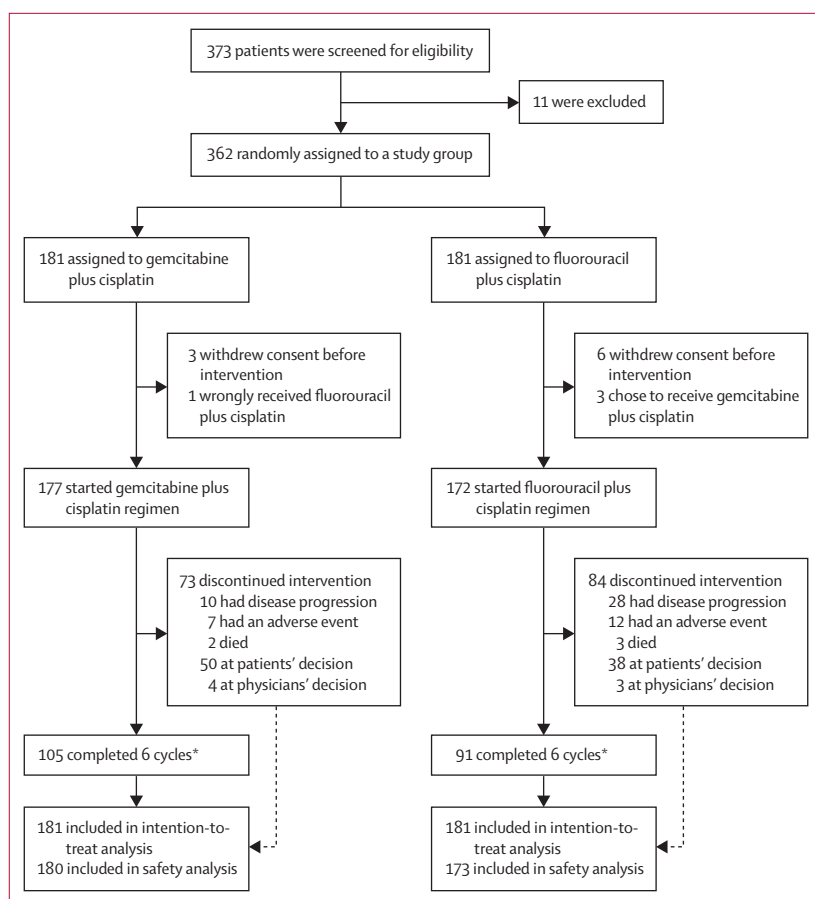 373 patients were screened for eligibility
11 were excluded
362 randomly assigned to a study group
181 assigned to gemcitabine
plus cisplatin
181 assigned to fluorouracil
plus cisplatin
3 withdrew consent before
intervention
1 wrongly received fluorouracil
plus cisplatin
6 withdrew consent before
intervention
3 chose to receive gemcitabine
plus cisplatin
177 started gemcitabine plus
cisplatin regimen
172 started fluorouracil plus
cisplatin regimen
73 discontinued intervention
10 had disease progression
7 had an adverse event
2 died
50 at patients' decision
4 at physicians' decision
84 discontinued intervention
28 had disease progression
12 had an adverse event
3 died
38 at patients' decision
3 at physicians' decision
105 completed 6 cycles*
91 completed 6 cycles*
181 included in intention-to-
treat analysis
180 included in safety analysis
181 included in intention-to-
treat analysis
173 included in safety analysis